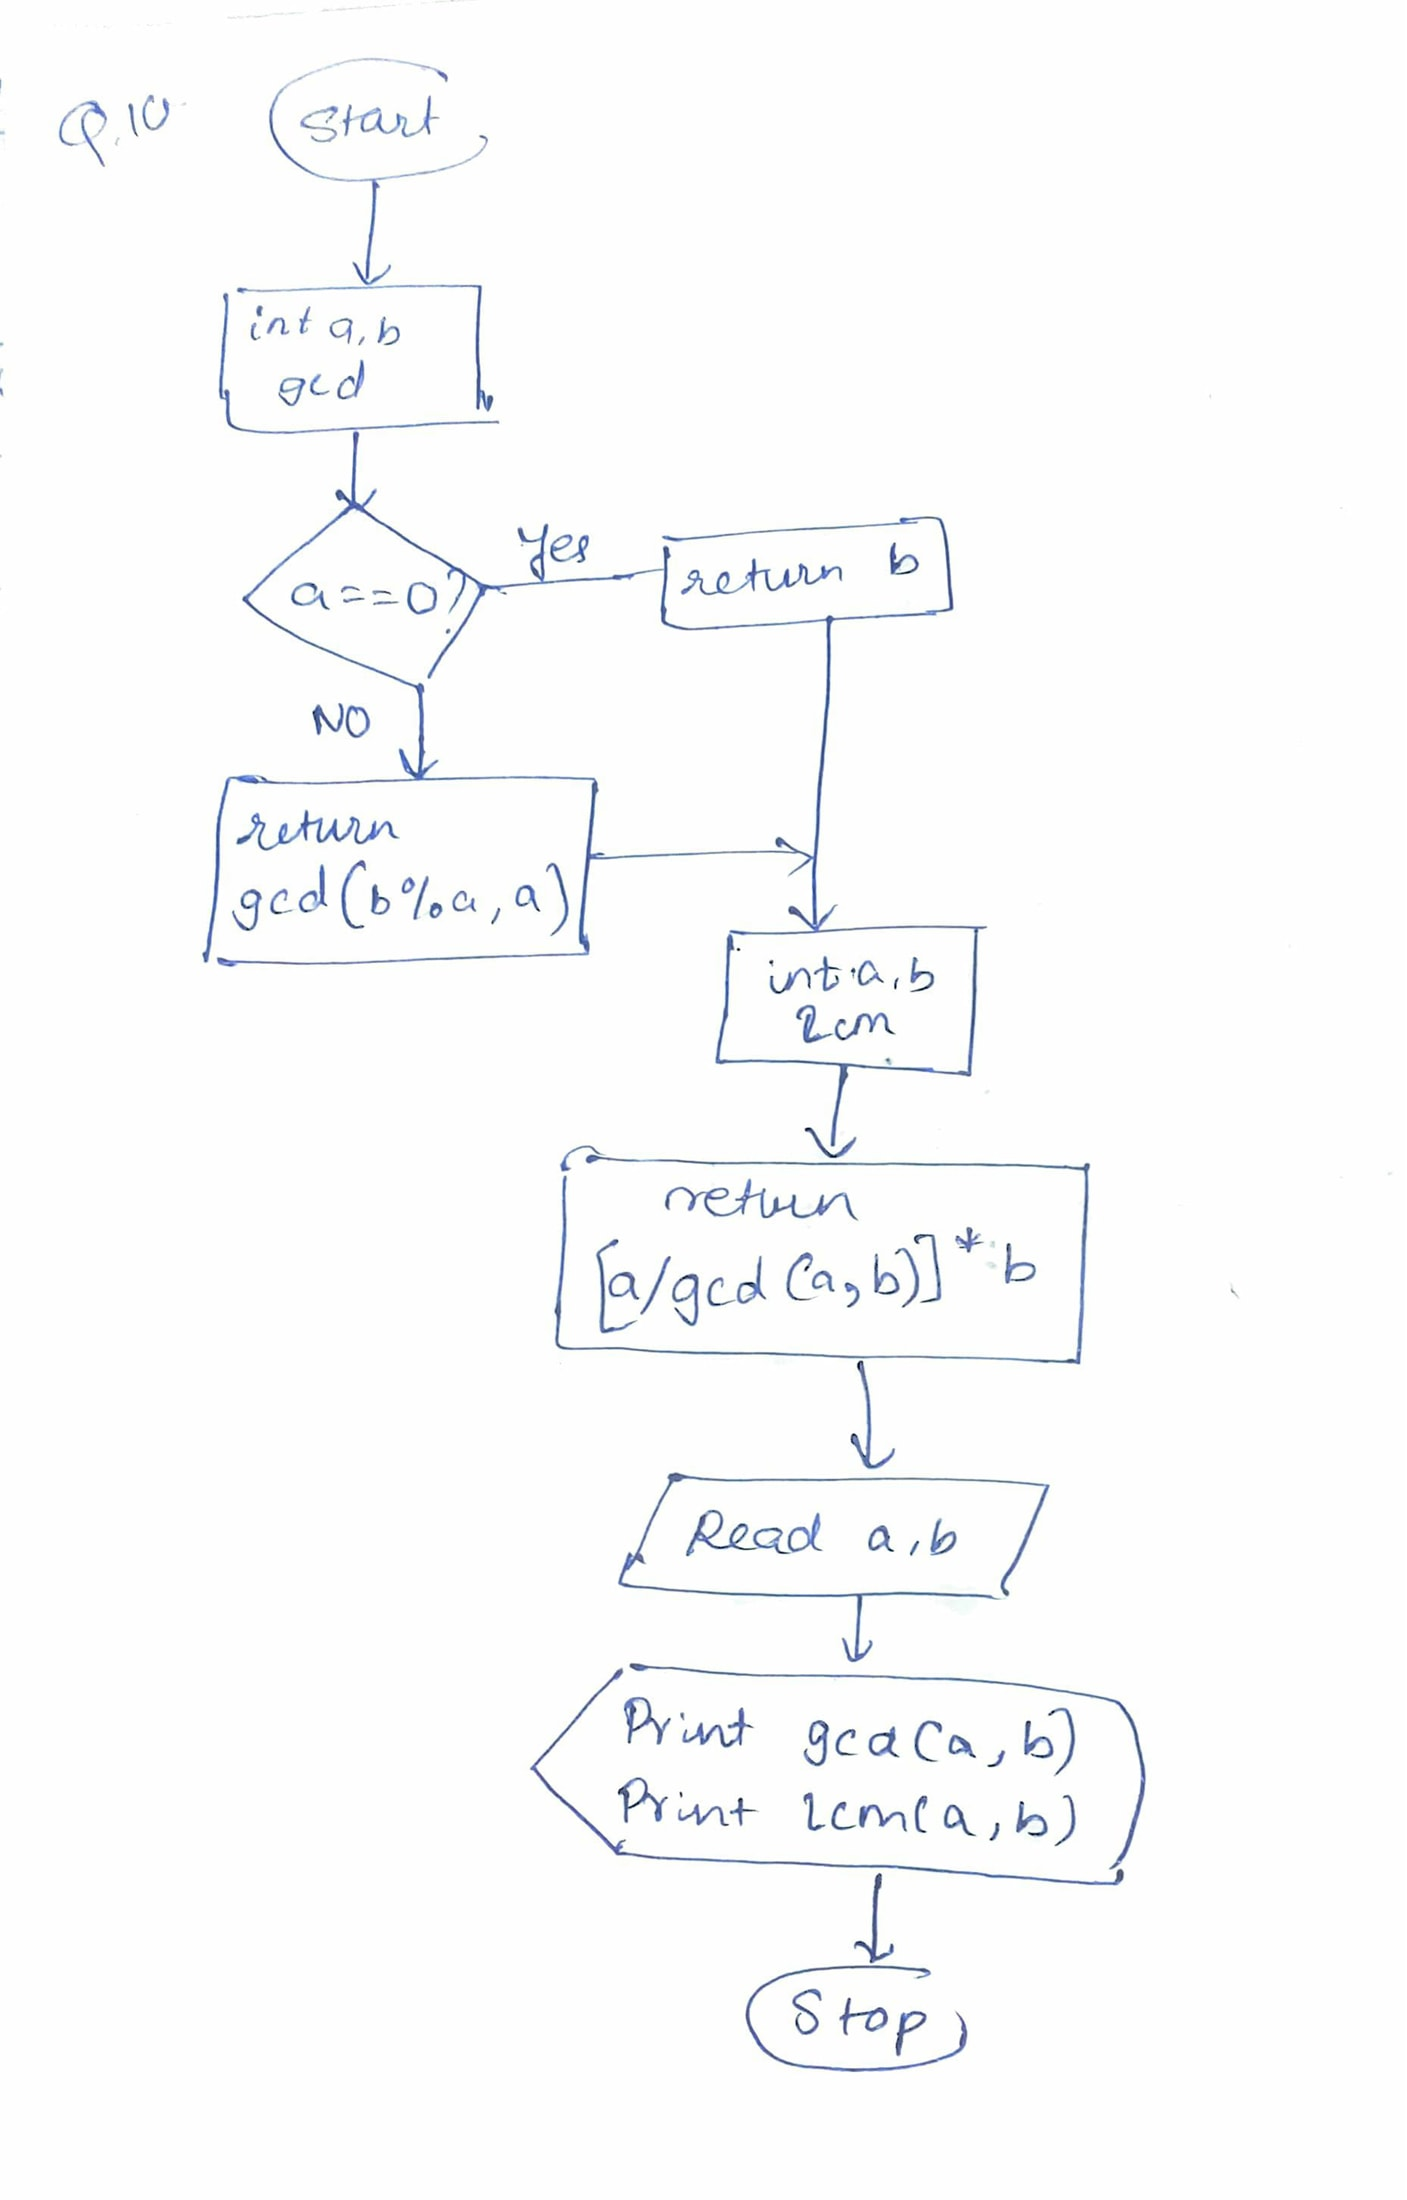 Q.10
Start
int a, b
gcd
a==0?
Yes
return b
NO
return
gcd(b%a, a)
int a, b
lcm
return
[a/gcd(a,b)]*b
Read a, b
Print gcd(a, b)
Print lcm(a, b)
Stop